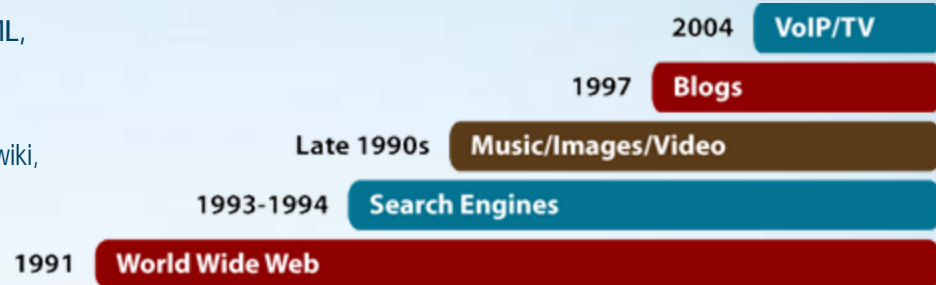 ML,
2004 VoIP/TV
1997 Blogs
Late 1990s Music/Images/Video
wiki,
1993-1994 Search Engines
1991 World Wide Web